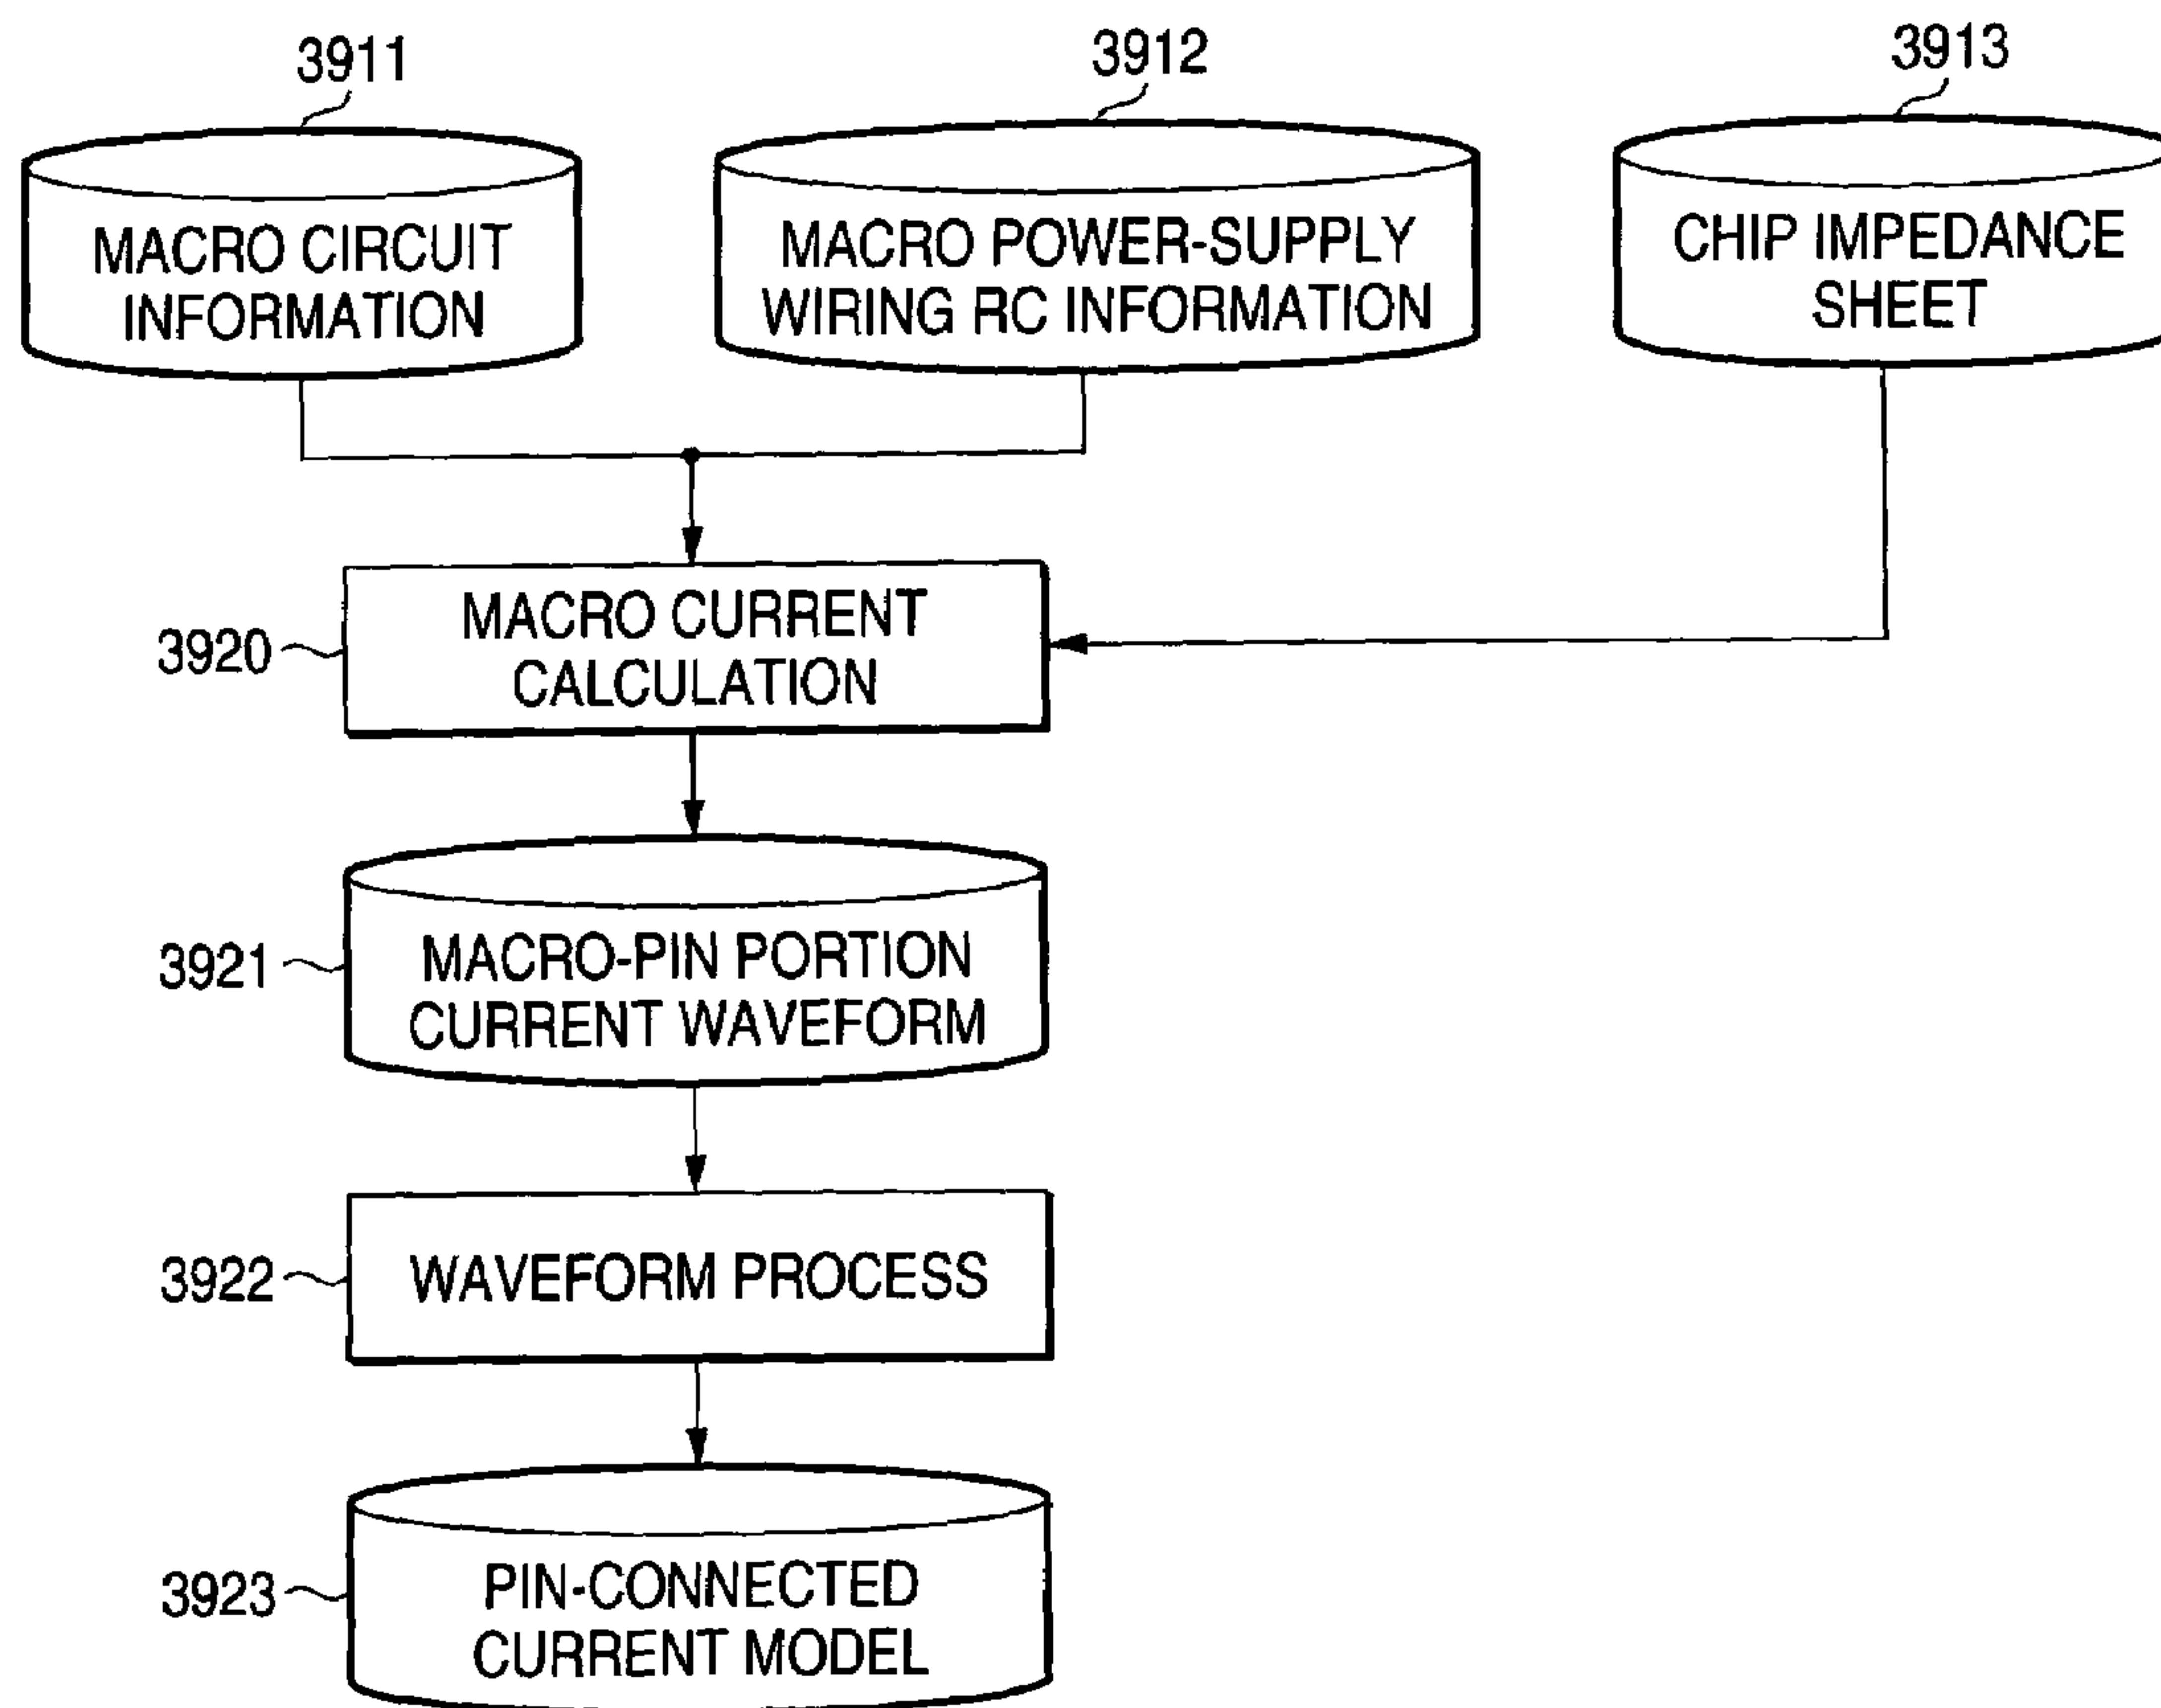 3911
3912
3913
MACRO CIRCUIT
INFORMATION
MACRO POWER-SUPPLY
WIRING RC INFORMATION
CHIP IMPEDANCE
SHEET
3920
MACRO CURRENT
CALCULATION
3921
MACRO-PIN PORTION
CURRENT WAVEFORM
3922
WAVEFORM PROCESS
3923
PIN-CONNECTED
CURRENT MODEL